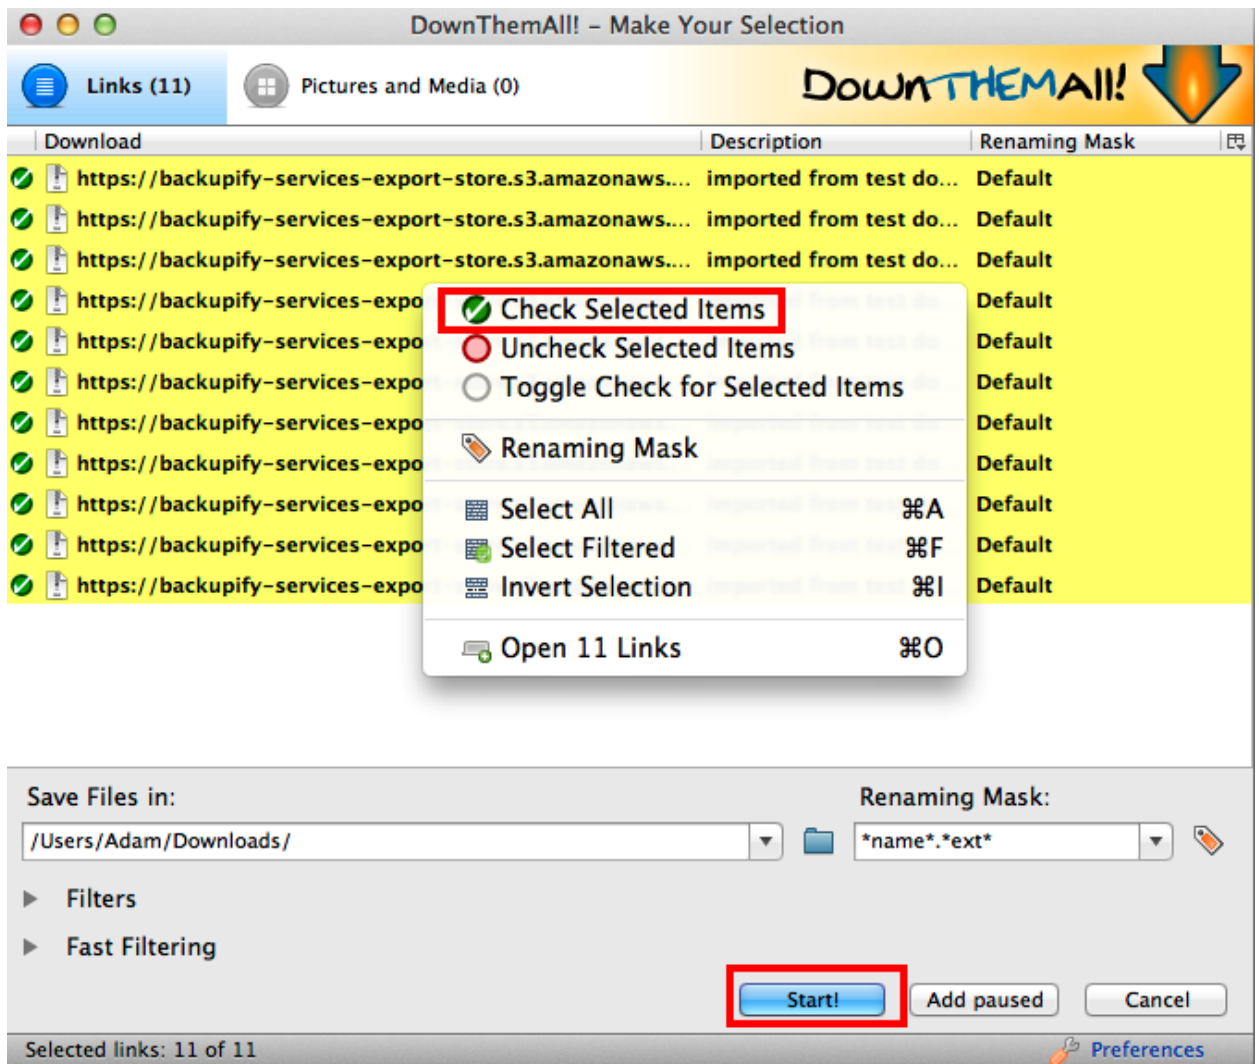 DownThemAll! – Make Your Selection
Links (11) Pictures and Media (0) DownTHEMAll!
Download Description Renaming Mask
https://backupify-services-export-store.s3.amazonaws.... imported from test do... Default
https://backupify-services-export-store.s3.amazonaws.... imported from test do... Default
https://backupify-services-export-store.s3.amazonaws.... imported from test do... Default
https://backupify-services-expo Default
Check Selected Items
https://backupify-services-expo Default
Uncheck Selected Items
https://backupify-services-expo Default
Toggle Check for Selected Items
https://backupify-services-expo Default
Renaming Mask
https://backupify-services-expo Default
https://backupify-services-expo Default
Select All ⌘A
https://backupify-services-expo Default
Select Filtered ⌘F
https://backupify-services-expo Default
Invert Selection ⌘I
Open 11 Links ⌘O
Save Files in: Renaming Mask:
/Users/Adam/Downloads/ *name*.*ext*
Filters
Fast Filtering
Start! Add paused Cancel
Selected links: 11 of 11 Preferences